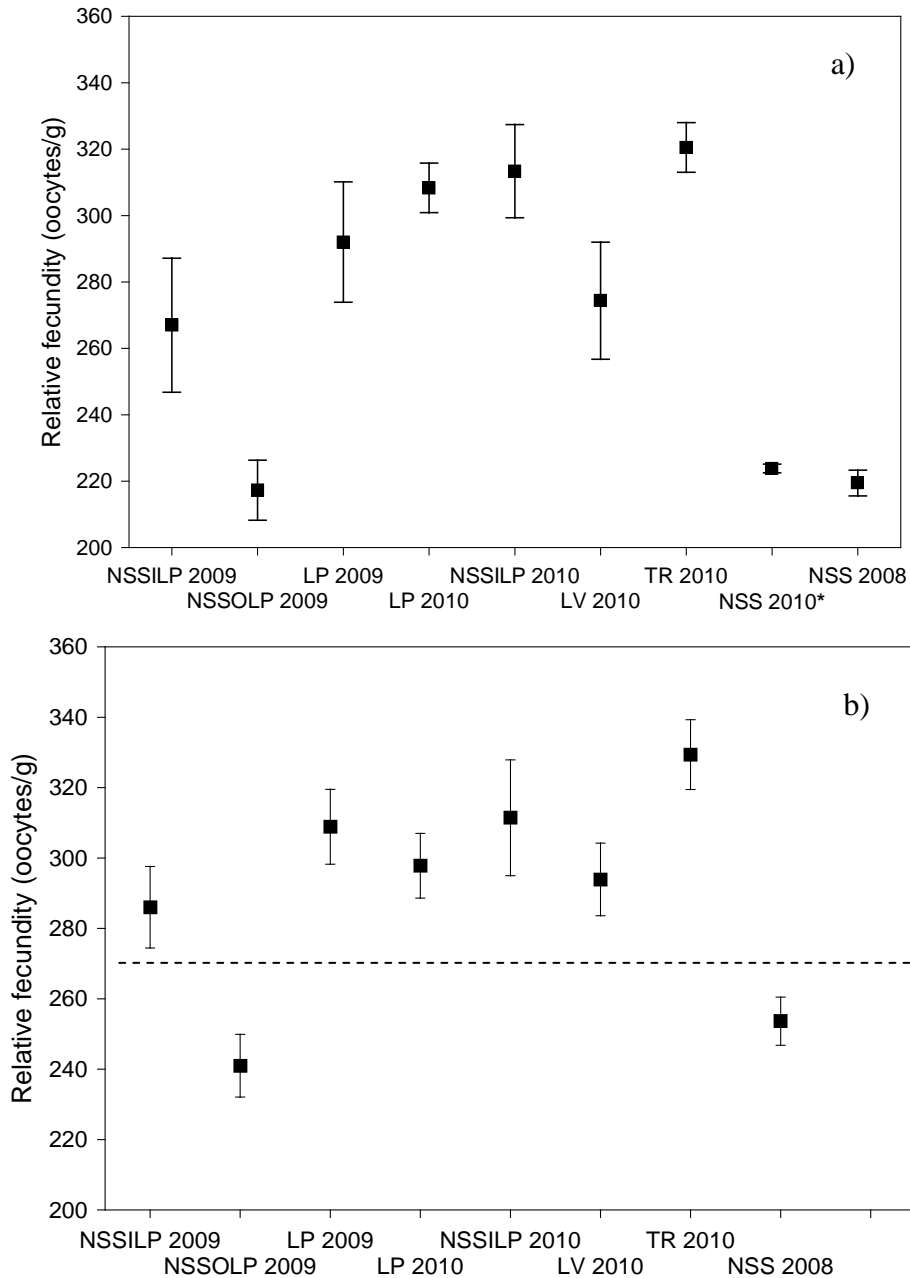 a)
Relative fecundity (oocytes/g)
360
340
320
300
280
260
240
220
200
NSSILP 2009 LP 2009 NSSILP 2010 TR 2010 NSS 2008
NSSOLP 2009 LP 2010 LV 2010 NSS 2010*
b)
Relative fecundity (oocytes/g)
360
340
320
300
280
260
240
220
200
NSSILP 2009 LP 2009 NSSILP 2010 TR 2010
NSSOLP 2009 LP 2010 LV 2010 NSS 2008